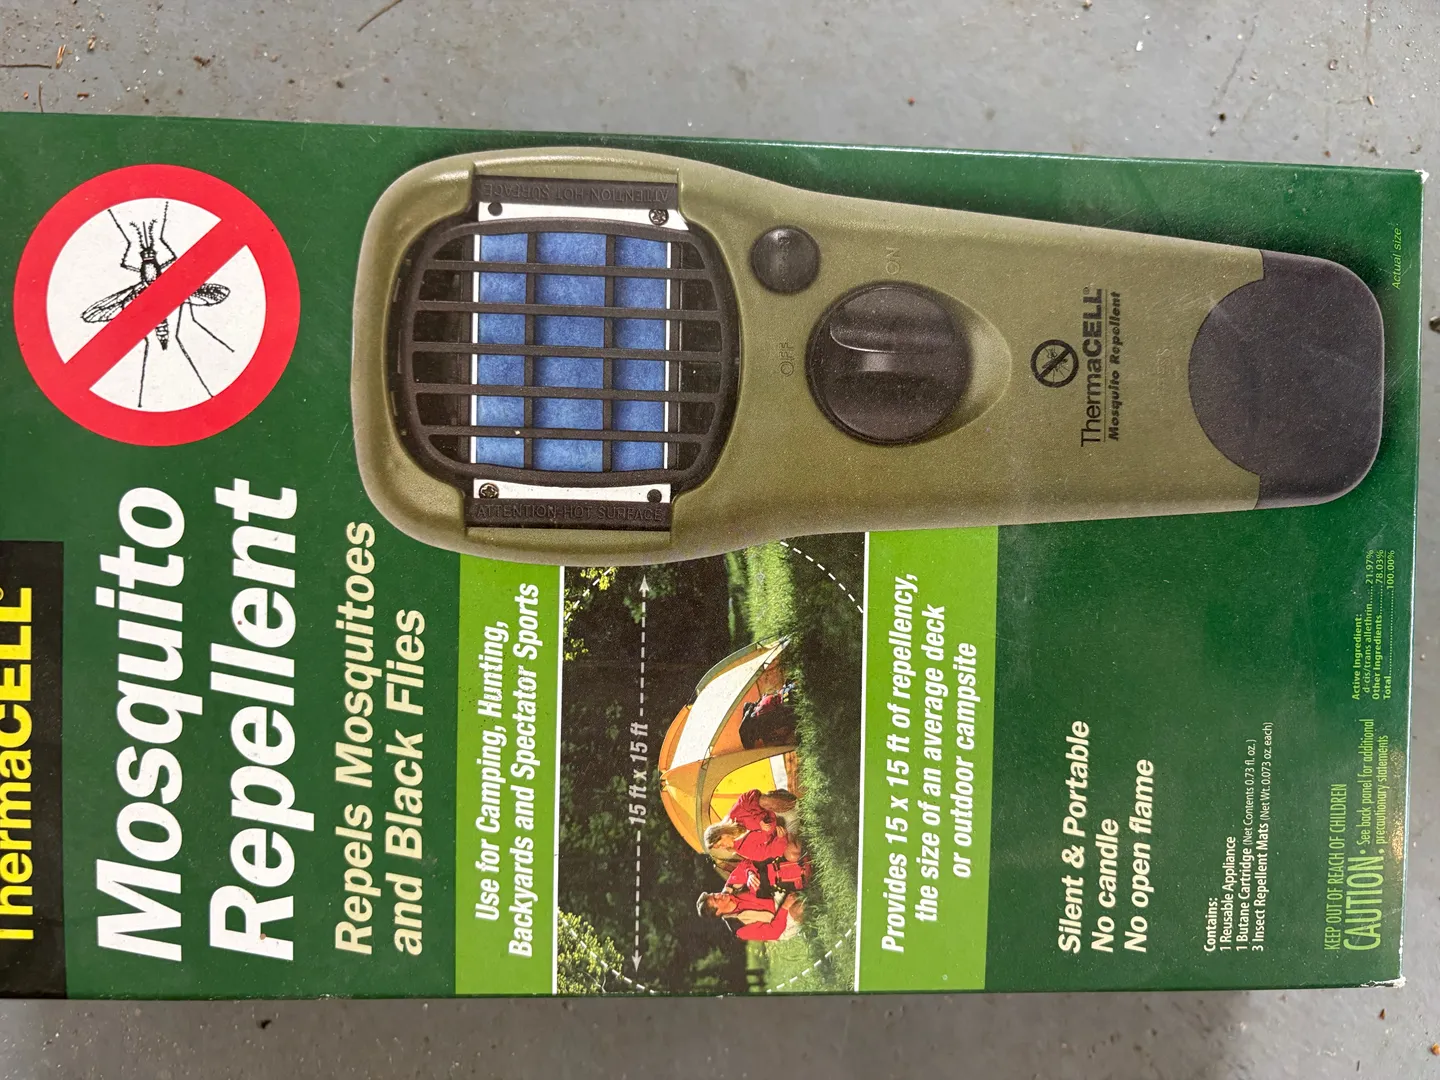 ThermaCELL®
Mosquito
Repellent
Repels Mosquitoes
and Black Flies
ATTENTION HOT SURFACE
ATTENTION HOT SURFACE
OFF
ON
ThermaCELL®
Mosquito Repellent
Use for Camping, Hunting,
Backyards and Spectator Sports
15 ft x 15 ft
Provides 15 x 15 ft of repellency,
the size of an average deck
or outdoor campsite
Silent & Portable
No candle
No open flame
Contains:
1 Reusable Appliance
1 Butane Cartridge (Net Contents 0.73 fl. oz.)
3 Insect Repellent Mats (Net Wt. 0.073 oz. each)
KEEP OUT OF REACH OF CHILDREN
CAUTION • See back panel for additional
• precautionary statements
Active Ingredient:
d-cis/trans allethrin.....21.97%
Other Ingredients..........78.03%
Total..........................100.00%
Actual size